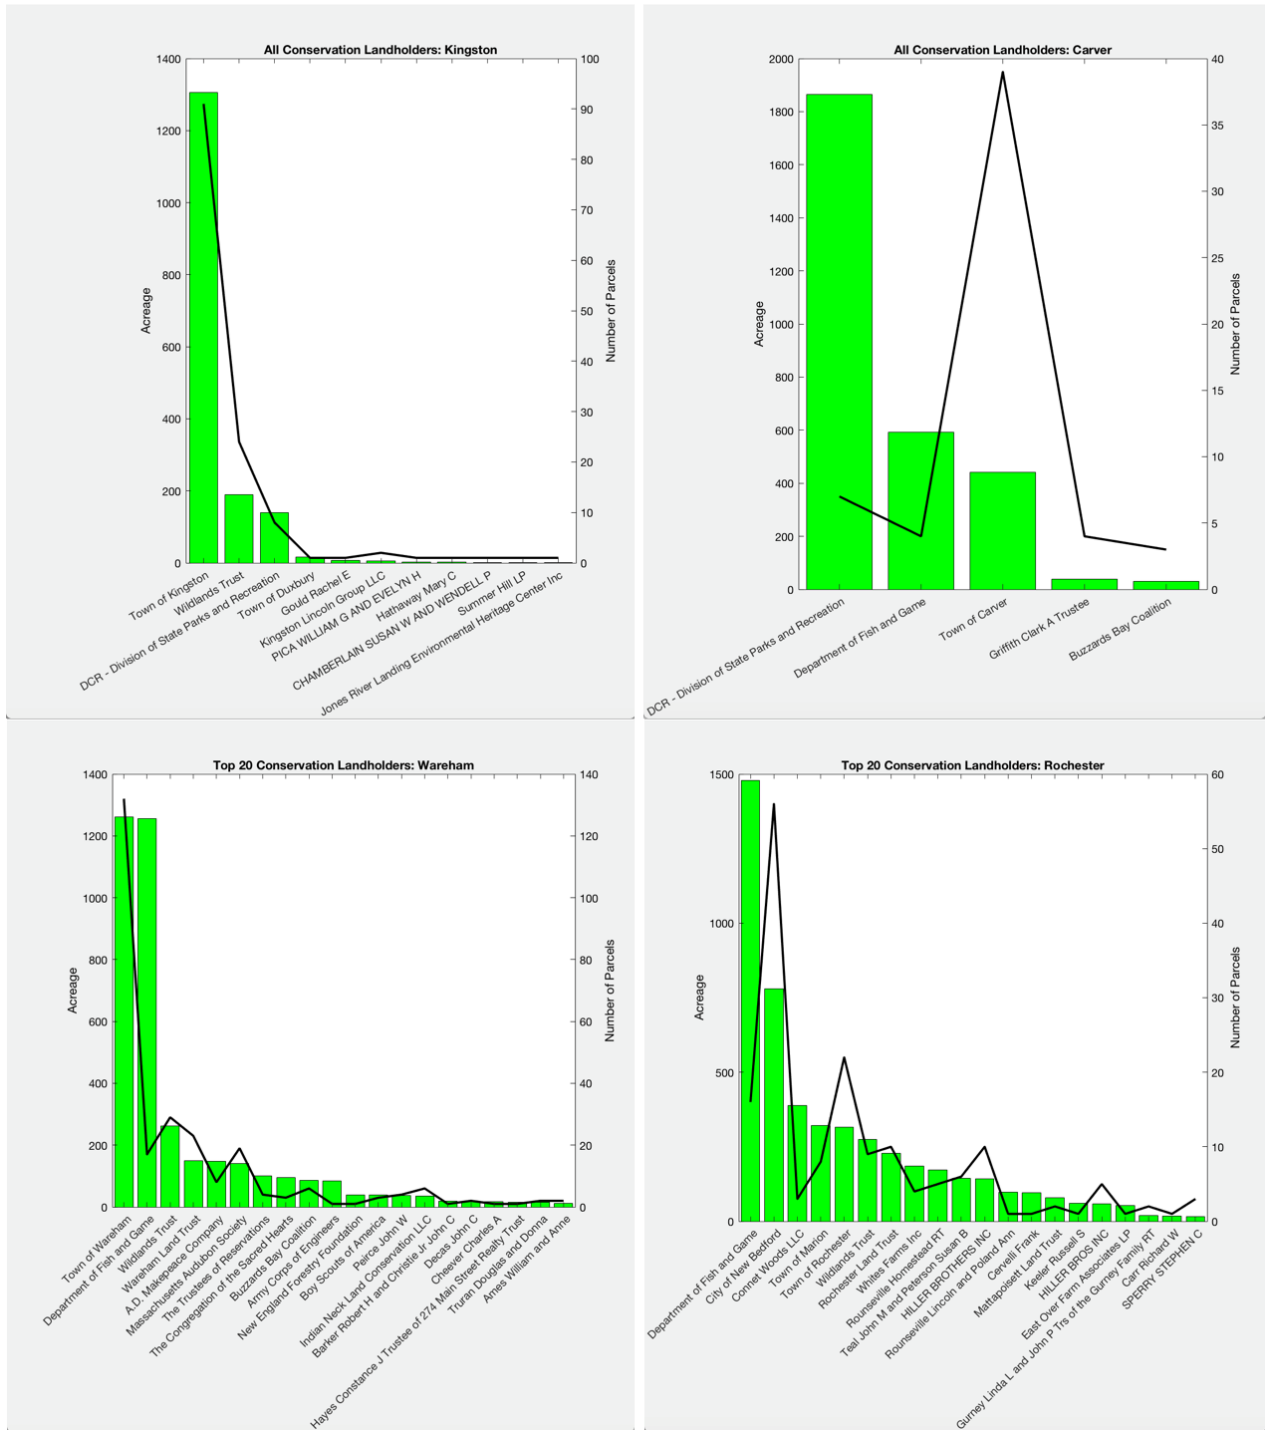 All Conservation Landholders: Kingston
1400
1200
1000
800
600
400
200
0
Acreage
100
90
80
70
60
50
40
30
20
10
0
Number of Parcels
Town of Kingston
Wildlands Trust
DCR - Division of State Parks and Recreation
Town of Duxbury
Gould Rachel E
Kingston Lincoln Group LLC
PICA WILLIAM G AND EVELYN H
Hathaway Mary C
CHAMBERLAIN SUSAN W AND WENDELL P
Summer Hill LP
Jones River Landing Environmental Heritage Center Inc
All Conservation Landholders: Carver
2000
1800
1600
1400
1200
1000
800
600
400
200
0
Acreage
40
35
30
25
20
15
10
5
0
Number of Parcels
DCR - Division of State Parks and Recreation
Department of Fish and Game
Town of Carver
Griffith Clark A Trustee
Buzzards Bay Coalition
Top 20 Conservation Landholders: Wareham
1400
1200
1000
800
600
400
200
0
Acreage
140
120
100
80
60
40
20
0
Number of Parcels
Town of Wareham
Department of Fish and Game
Wildlands Trust
Wareham Land Trust
A.D. Makepeace Company
Massachusetts Audubon Society
The Trustees of Reservations
The Congregation of the Sacred Hearts
Buzzards Bay Coalition
Army Corps of Engineers
New England Forestry Foundation
Boy Scouts of America
Peirce John W
Indian Neck Land Conservation LLC
Barker Robert H and Christie Jr John C
Decas John C
Cheever Charles A
Hayes Constance J Trustee of 274 Main Street Realty Trust
Truran Douglas and Donna
Ames William and Anne
Top 20 Conservation Landholders: Rochester
1500
1000
500
0
Acreage
60
50
40
30
20
10
0
Number of Parcels
Department of Fish and Game
City of New Bedford
Connet Woods LLC
Town of Marion
Town of Rochester
Wildlands Trust
Rochester Land Trust
Whites Farms Inc
Rounseville Homestead RT
Teal John M and Peterson Susan B
HILLER BROTHERS INC
Rounseville Lincoln and Poland Ann
Cervelli Frank
Mattapoisett Land Trust
Keeler Russell S
HILLER BROS INC
East Over Farm Associates LP
Gurney Linda L and John P Trs of the Gurney Family RT
Carr Richard W
SPERRY STEPHEN C